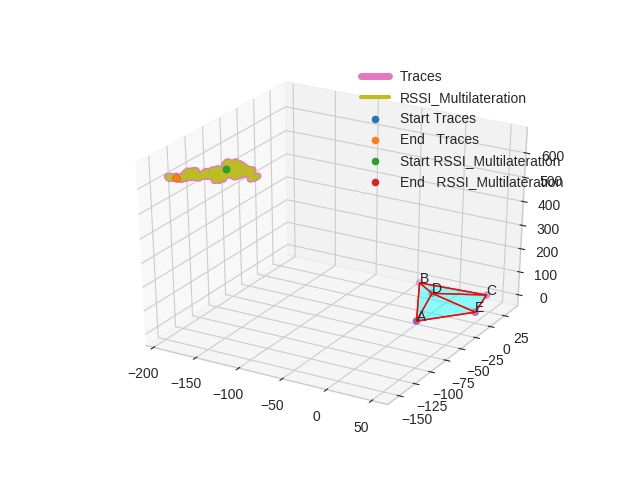 Traces
RSSI_Multilateration
Start Traces
End   Traces
Start RSSI_Multilateration
End   RSSI_Multilateration
600
500
400
300
200
100
0
B
D
C
E
A
25
0
−25
−50
−75
−100
−125
−150
−200
−150
−100
−50
0
50